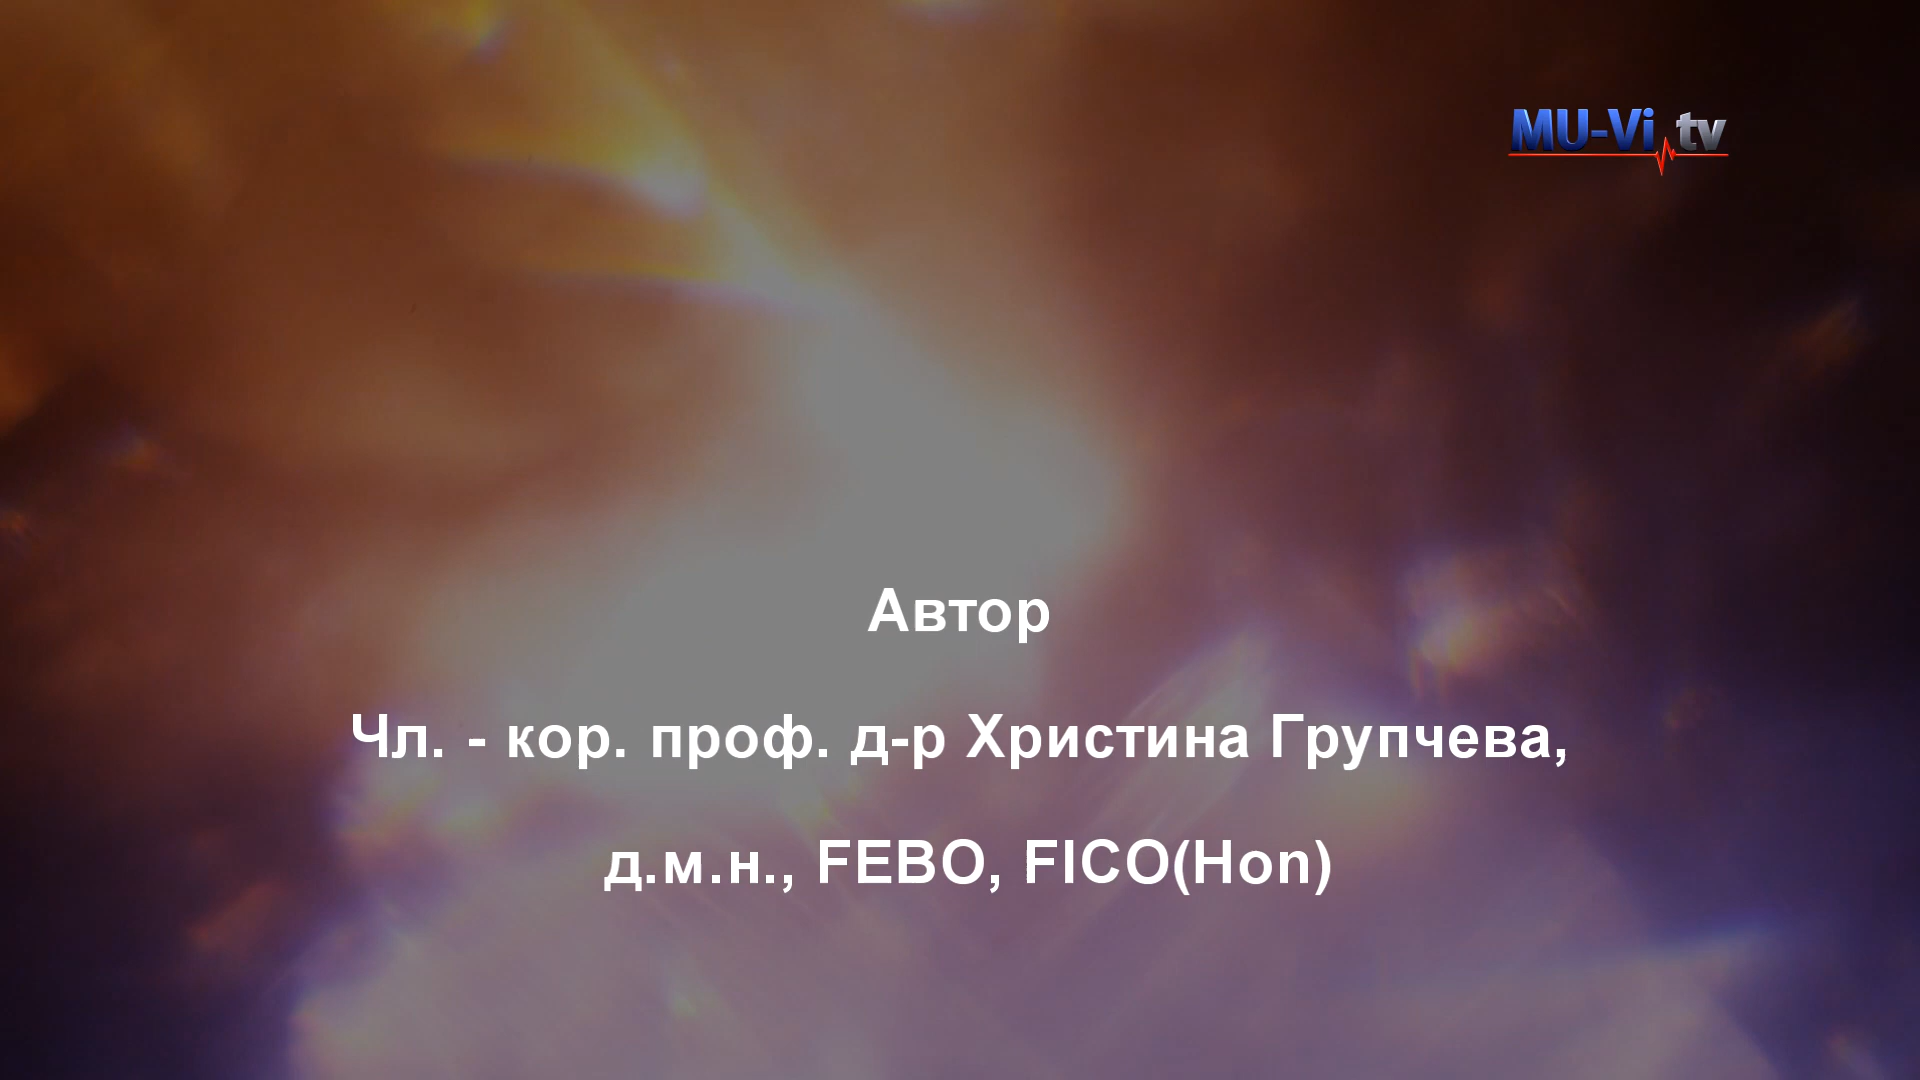 MU-Vi tv
Автор
Чл. - кор. проф. д-р Христина Групчева,
д.м.н., FEBO, FICO(Hon)